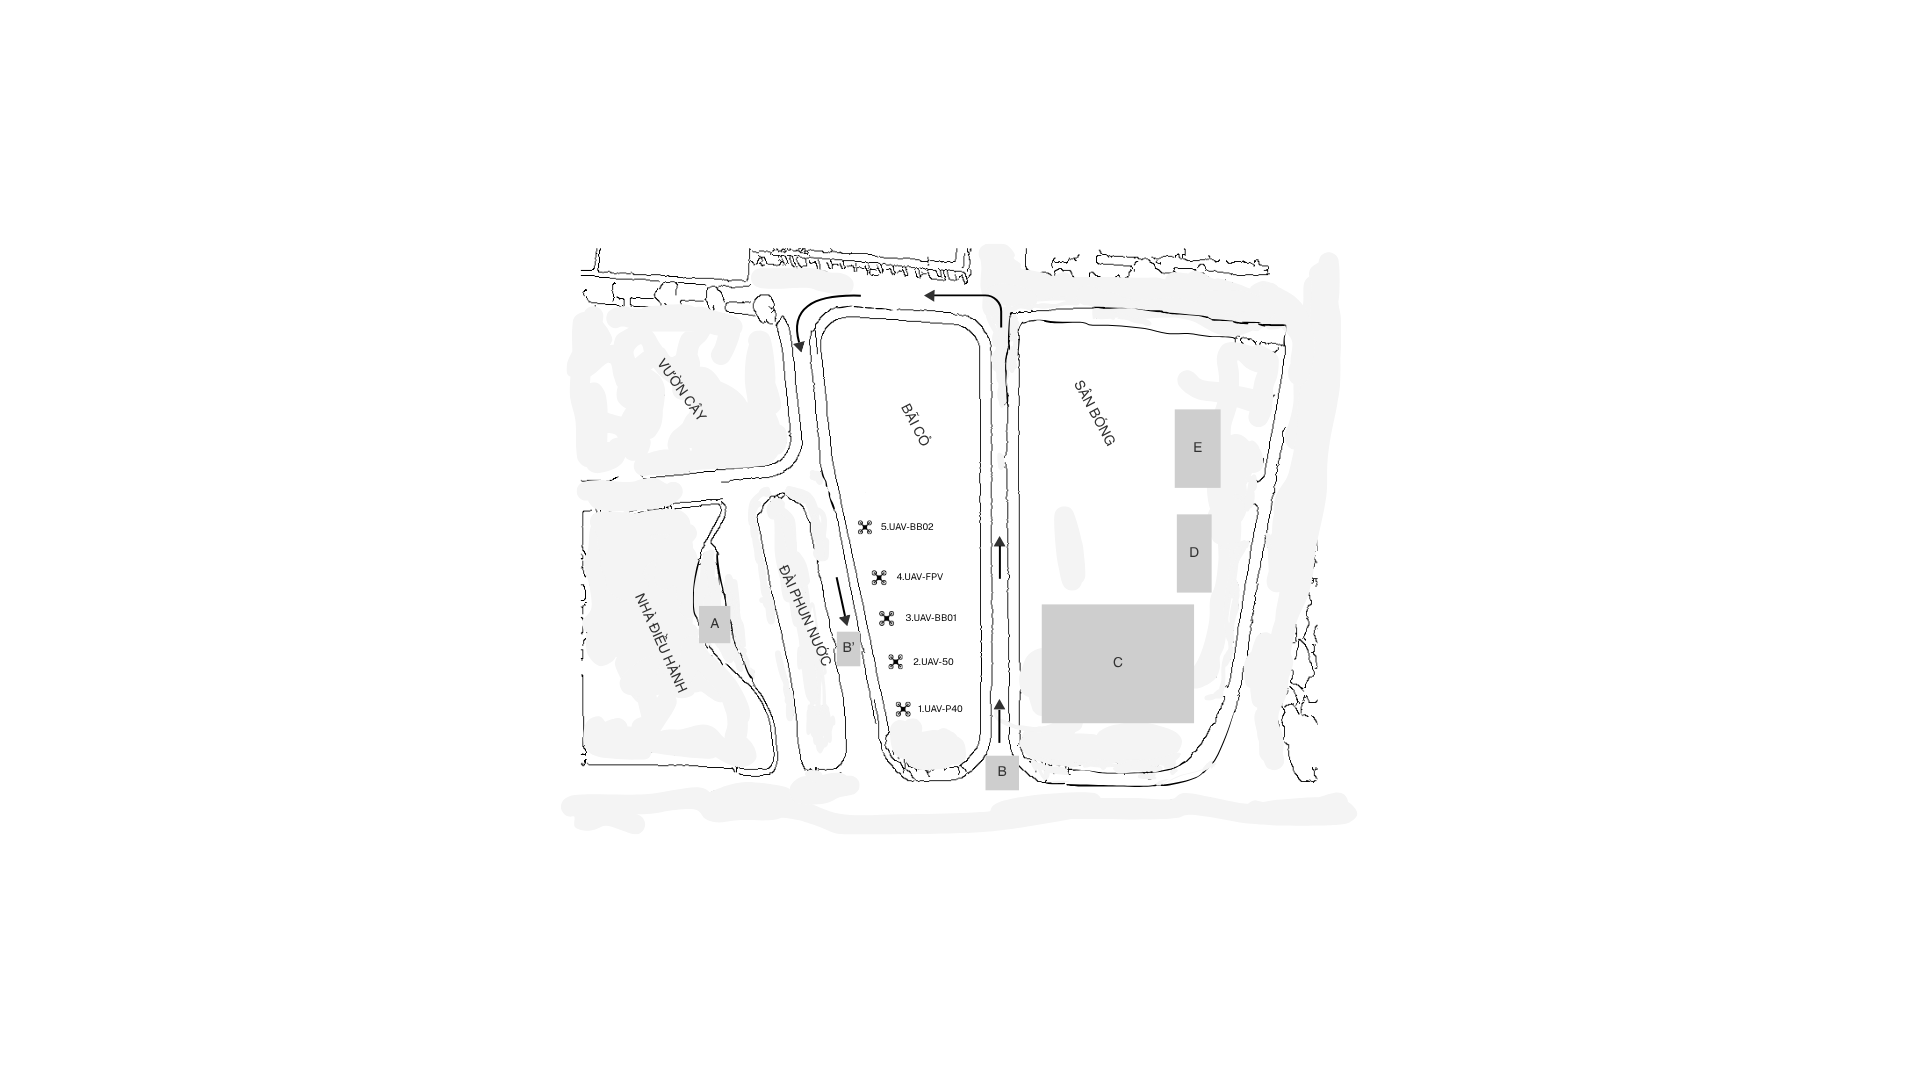 VƯỜN CÂY
BÃI CỎ
SÂN BÓNG
E
5.UAV-BB02
D
4.UAV-FPV
NHÀ ĐIỀU HÀNH
A
ĐÀI PHUN NƯỚC
B'
3.UAV-BB01
2.UAV-50
C
1.UAV-P40
B